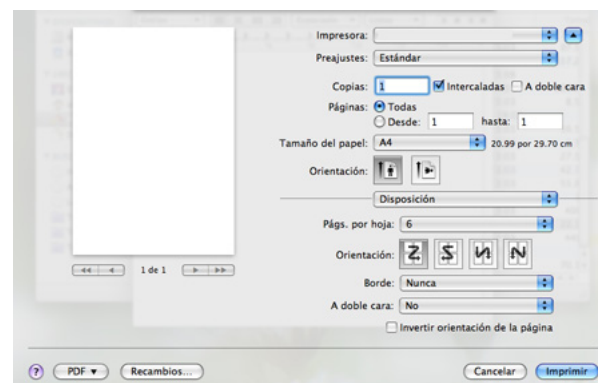 Impresora:
Preajustes: Estándar
Copias: 1 Intercaladas A doble cara
Páginas: Todas
Desde: 1 hasta: 1
Tamaño del papel: A4 20.99 por 29.70 cm
Orientación:
Disposición
Págs. por hoja: 6
Orientación:
Borde: Nunca
A doble cara: No
Invertir orientación de la página
1 de 1
? PDF ▼ Recambios... Cancelar Imprimir